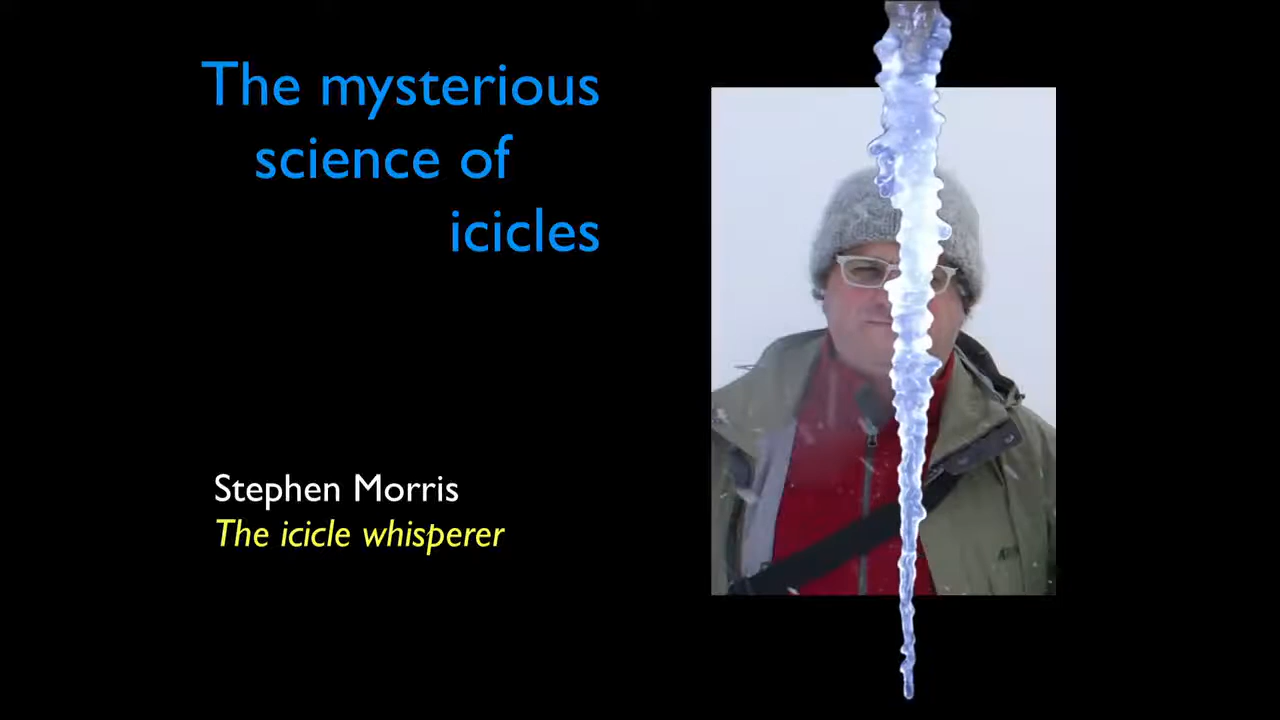 The mysterious
science of
icicles
Stephen Morris
The icicle whisperer